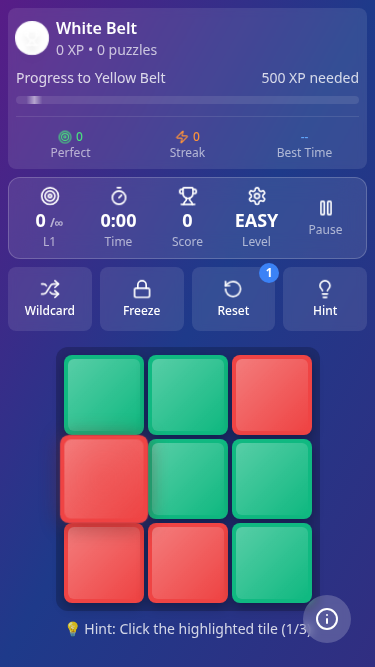 White Belt
0 XP • 0 puzzles
Progress to Yellow Belt 500 XP needed
0 0 --
Perfect Streak Best Time
0 /∞ 0:00 0 EASY
L1 Time Score Level Pause
1
Wildcard Freeze Reset Hint
💡 Hint: Click the highlighted tile (1/3)